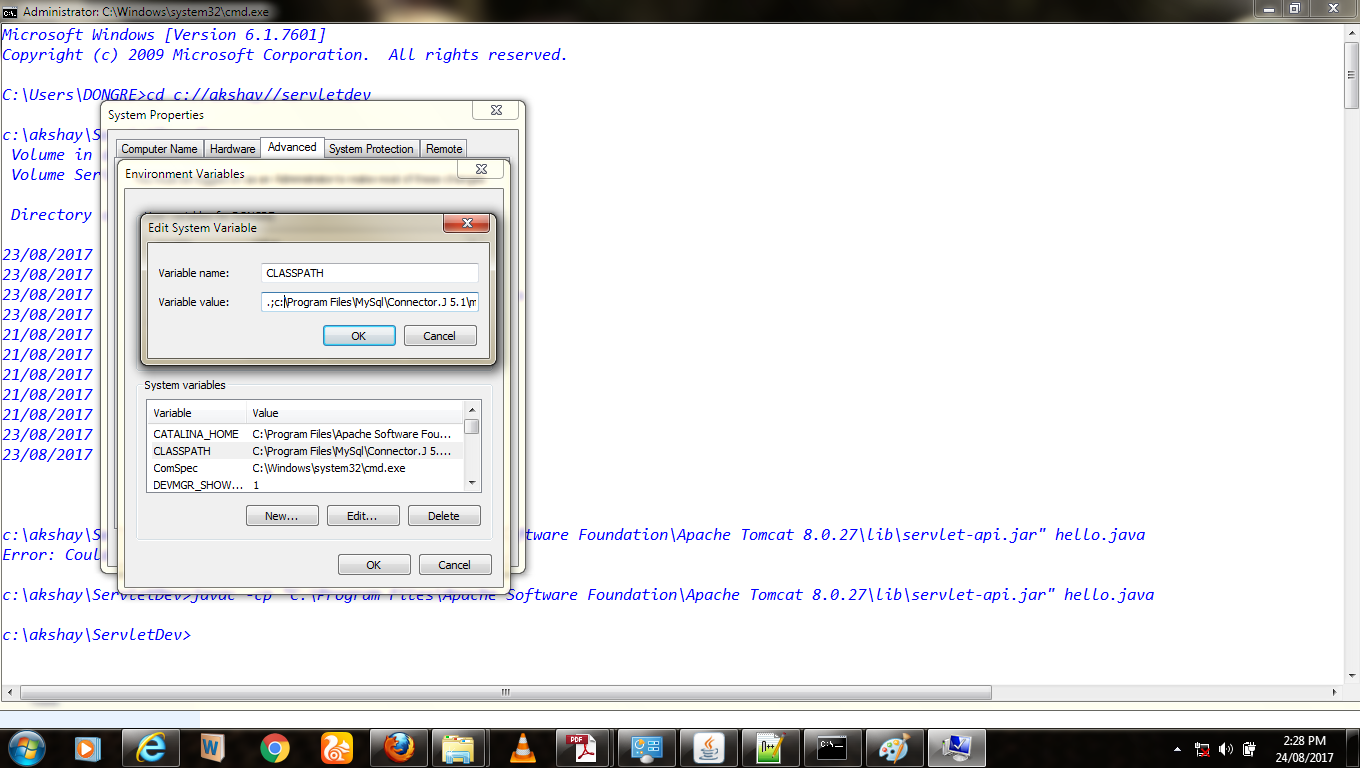 Administrator: C:\Windows\system32\cmd.exe
Microsoft Windows [Version 6.1.7601]
Copyright (c) 2009 Microsoft Corporation.  All rights reserved.
C:\Users\DONGRE>cd c://akshay//servletdev
System Properties
c:\akshay\S
Computer Name
Hardware
Advanced
System Protection
Remote
Volume in
Volume Ser
Environment Variables
Directory
Edit System Variable
23/08/2017
23/08/2017
23/08/2017
23/08/2017
21/08/2017
21/08/2017
21/08/2017
21/08/2017
21/08/2017
23/08/2017
23/08/2017
Variable name:
CLASSPATH
Variable value:
.;c:\Program Files\MySql\Connector.J 5.1\m
OK
Cancel
System variables
Variable Value
CATALINA_HOME C:\Program Files\Apache Software Fou...
CLASSPATH C:\Program Files\MySql\Connector.J 5....
ComSpec C:\Windows\system32\cmd.exe
DEVMGR_SHOW... 1
New...
Edit...
Delete
c:\akshay\S
tware Foundation\Apache Tomcat 8.0.27\lib\servlet-api.jar" hello.java
Error: Coul
OK
Cancel
c:\akshay\ServletDev>javac -cp "C:\Program Files\Apache Software Foundation\Apache Tomcat 8.0.27\lib\servlet-api.jar" hello.java
c:\akshay\ServletDev>
PDF
2:28 PM
24/08/2017